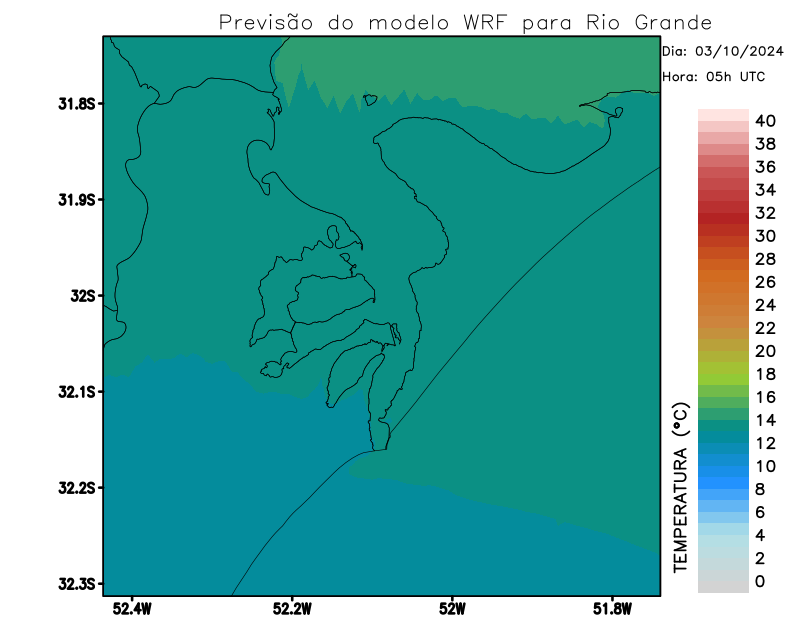 Previsão do modelo WRF para Rio Grande
Dia: 03/10/2024
Hora: 05h UTC
31.8S
31.9S
32S
32.1S
32.2S
32.3S
52.4W
52.2W
52W
51.8W
TEMPERATURA (°C)
40
38
36
34
32
30
28
26
24
22
20
18
16
14
12
10
8
6
4
2
0